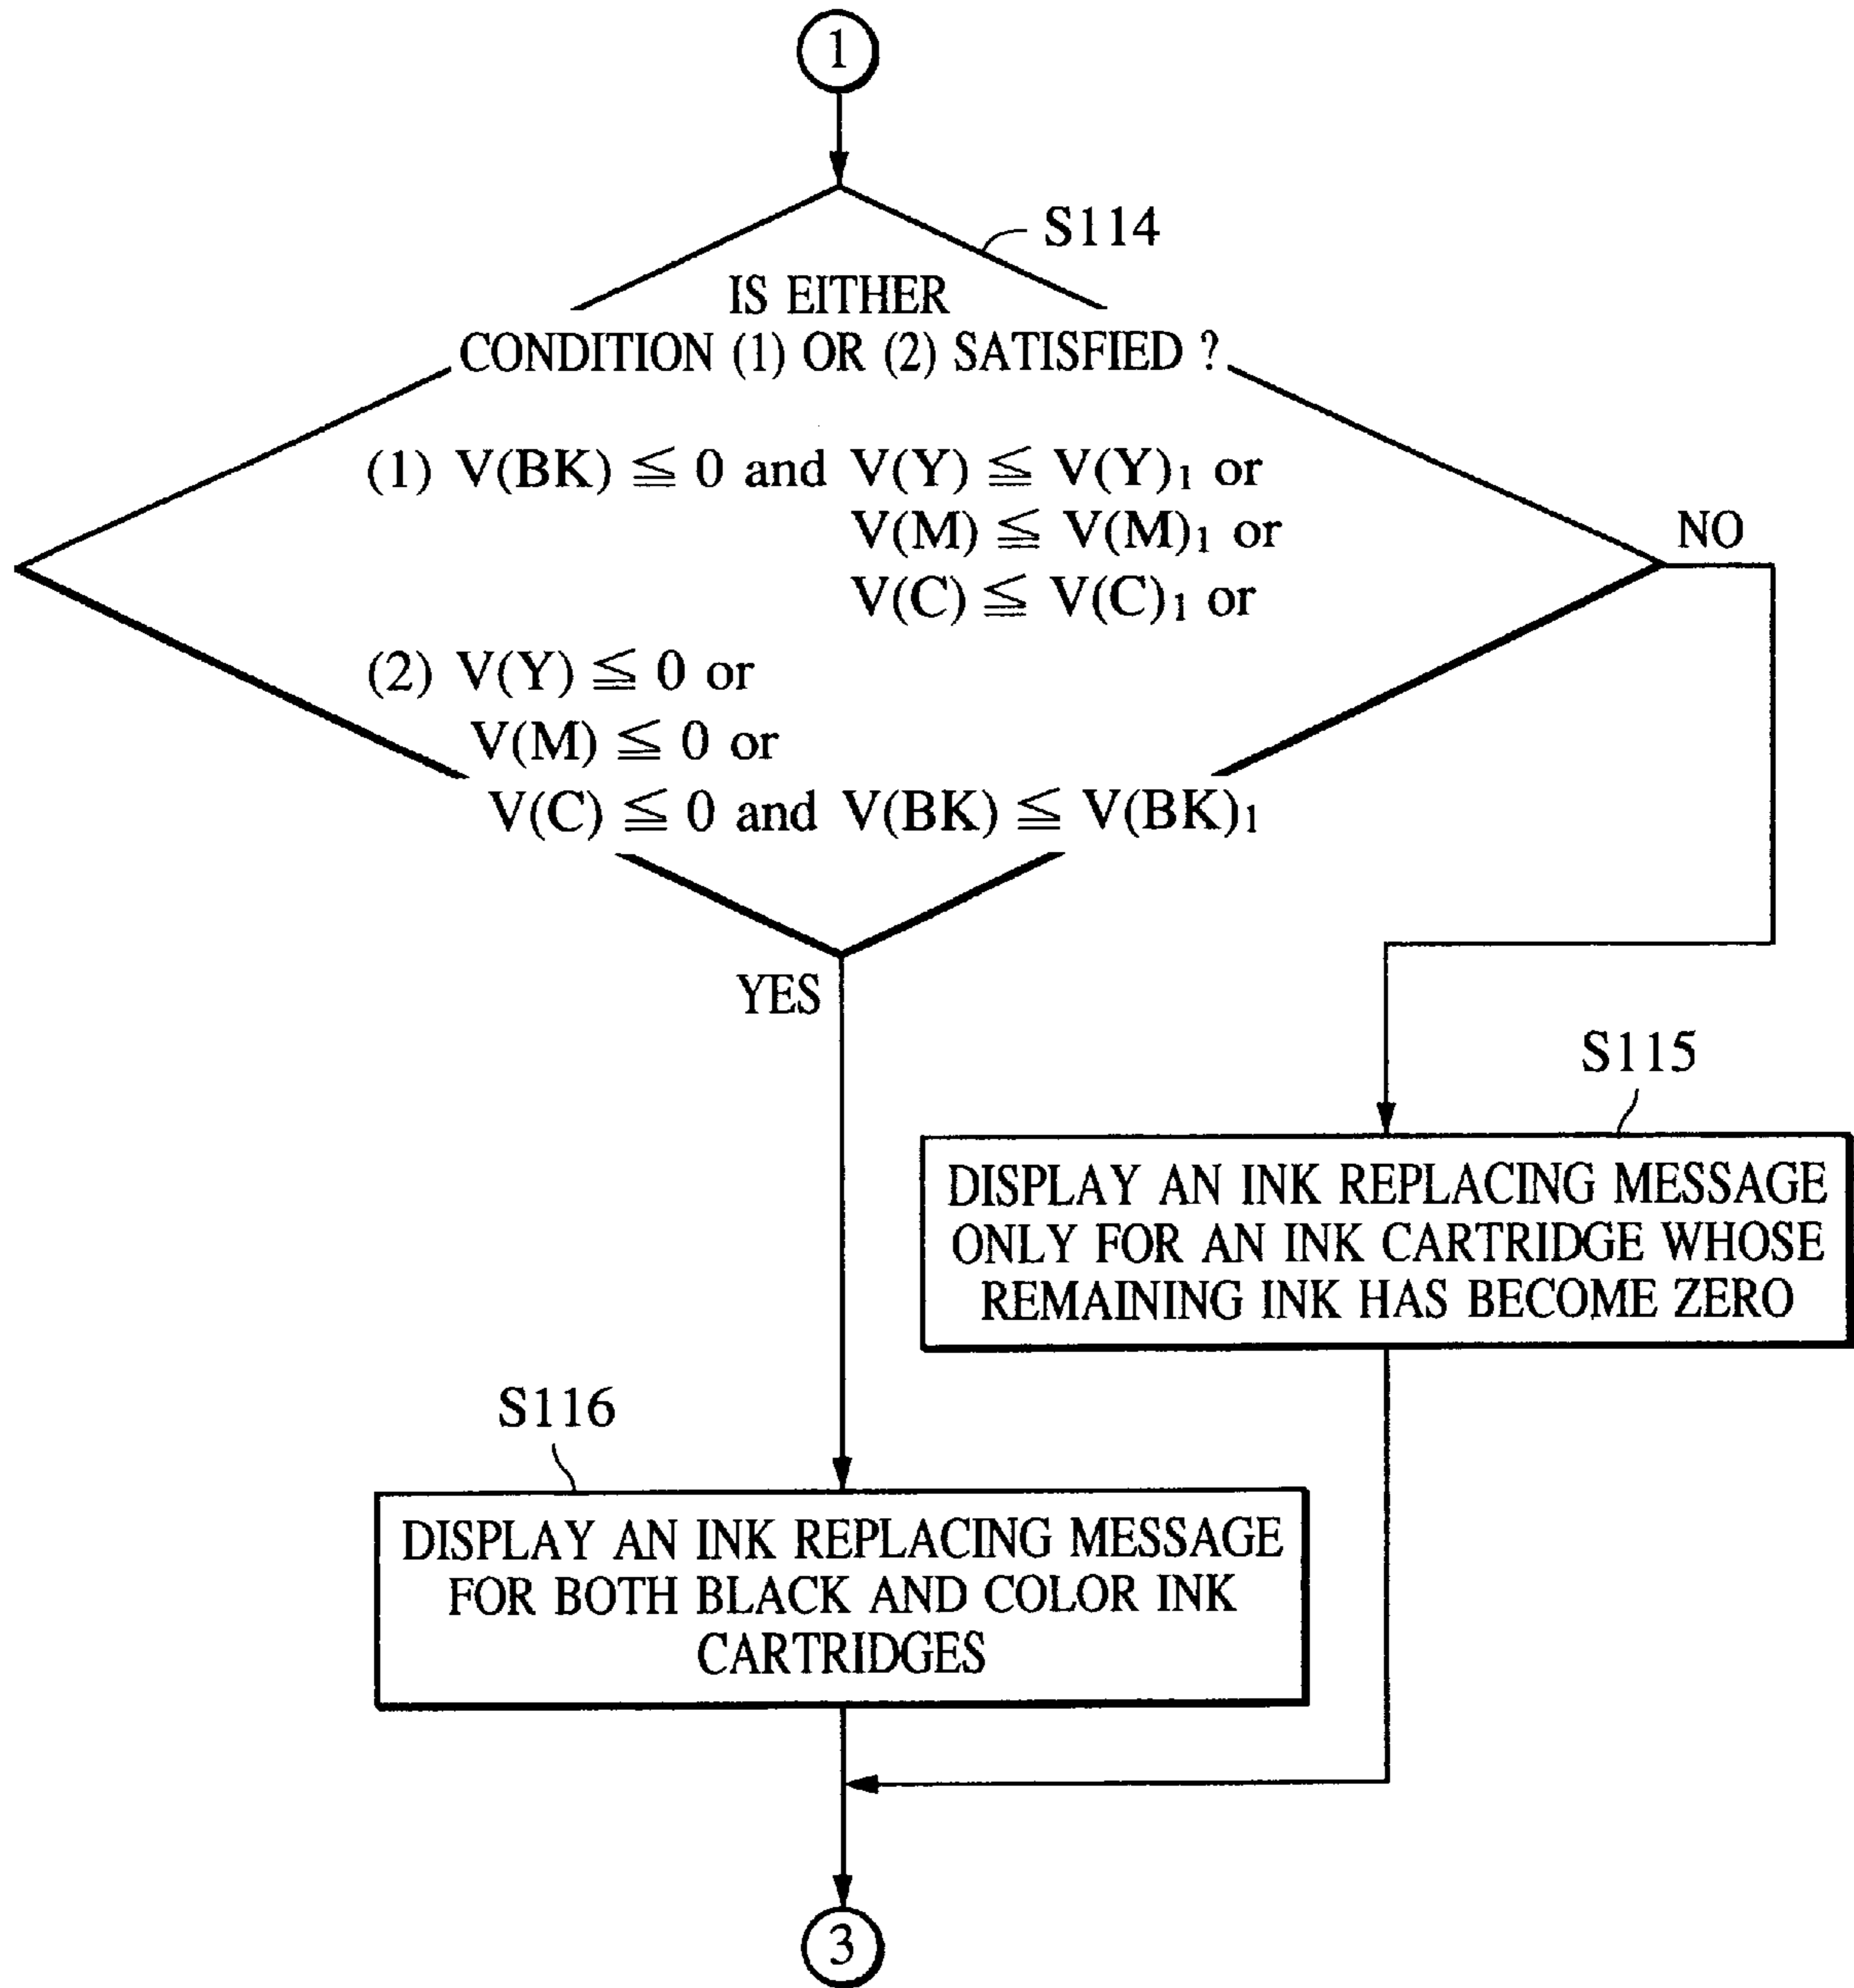 1
S114
IS EITHER
CONDITION (1) OR (2) SATISFIED ?
(1) V(BK) ≦ 0 and V(Y) ≦ V(Y)₁ or
V(M) ≦ V(M)₁ or
V(C) ≦ V(C)₁ or
NO
(2) V(Y) ≦ 0 or
V(M) ≦ 0 or
V(C) ≦ 0 and V(BK) ≦ V(BK)₁
YES
S115
DISPLAY AN INK REPLACING MESSAGE
ONLY FOR AN INK CARTRIDGE WHOSE
REMAINING INK HAS BECOME ZERO
S116
DISPLAY AN INK REPLACING MESSAGE
FOR BOTH BLACK AND COLOR INK
CARTRIDGES
3